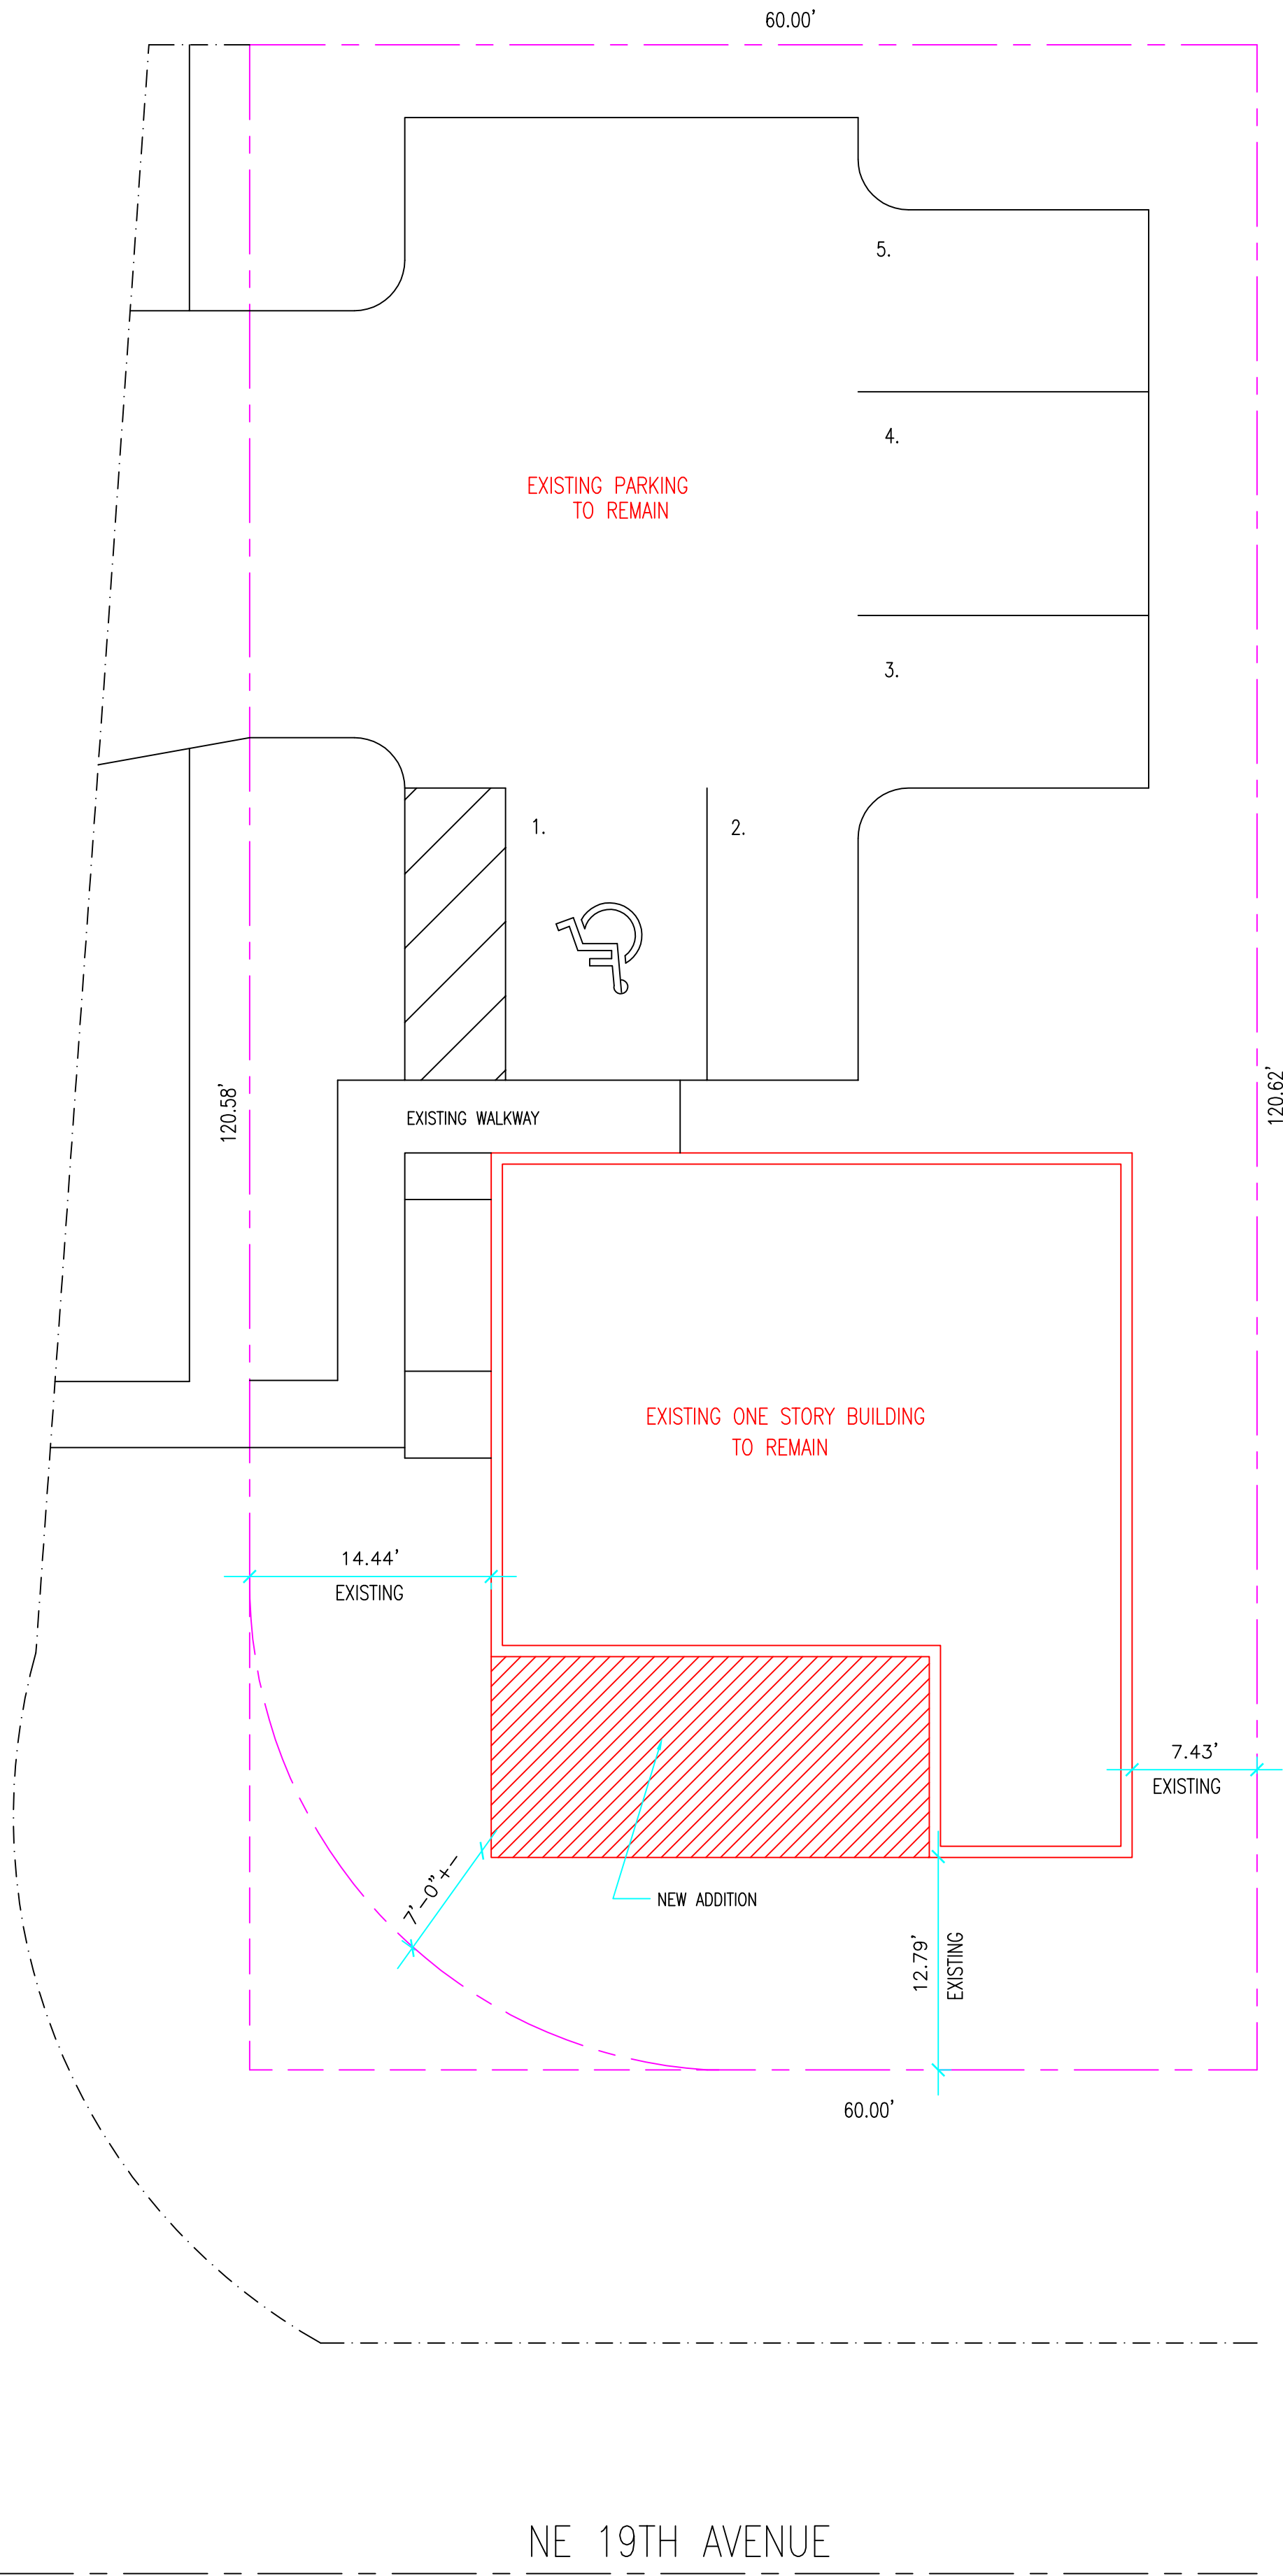 60.00'
5.
4.
EXISTING PARKING
TO REMAIN
3.
1.
2.
120.58'
120.62'
EXISTING WALKWAY
EXISTING ONE STORY BUILDING
TO REMAIN
14.44'
EXISTING
7.43'
EXISTING
7'-0"+-
NEW ADDITION
12.79'
EXISTING
60.00'
NE 19TH AVENUE